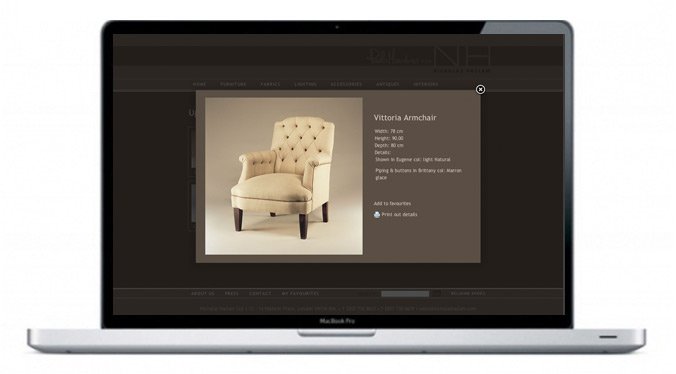 NH
HOME FURNITURE FABRICS LIGHTING ACCESSORIES ANTIQUES INTERIORS
Vittoria Armchair
Width: 78 cm
Height: 90.00
Depth: 80 cm
Details:
Shown in Eugene col: light Natural
Piping & buttons in Brittany col: Marron
glace
Add to favourites
Print out details
ABOUT US PRESS CONTACT MY FAVOURITES
MacBook Pro